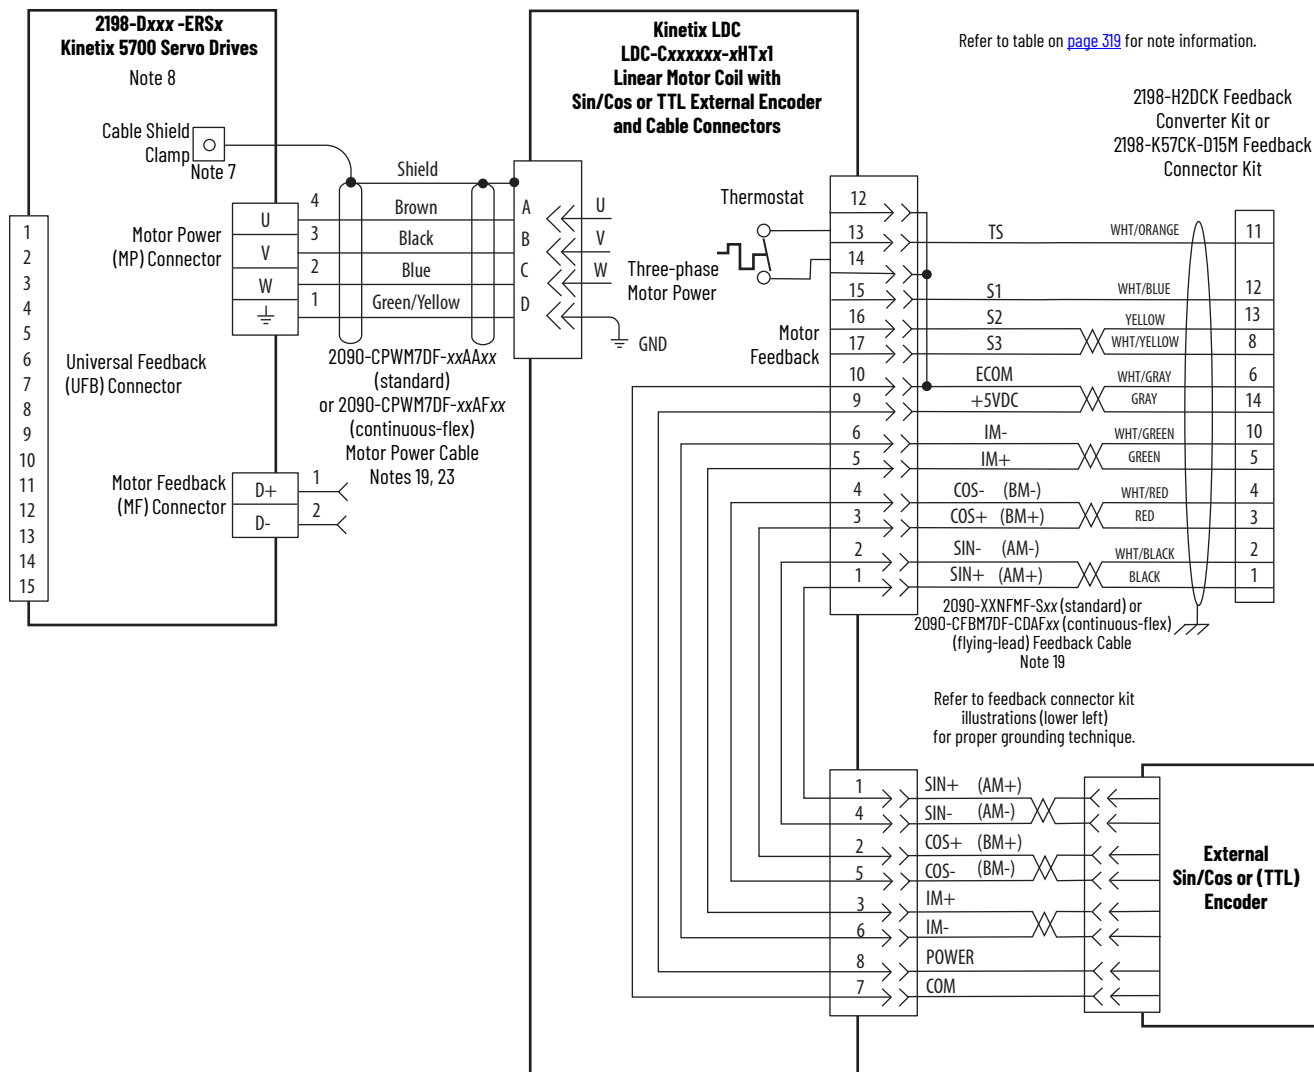 2198-Dxxx -ERSx
Kinetix 5700 Servo Drives
Note 8
Cable Shield
Clamp
Note 7
Motor Power
(MP) Connector
U
V
W
4
3
2
1
Universal Feedback
(UFB) Connector
1
2
3
4
5
6
7
8
9
10
11
12
13
14
15
Motor Feedback
(MF) Connector
D+
D-
1
2
Shield
Brown
Black
Blue
Green/Yellow
2090-CPWM7DF-xxAAxx
(standard)
or 2090-CPWM7DF-xxAFxx
(continuous-flex)
Motor Power Cable
Notes 19, 23
Kinetix LDC
LDC-Cxxxxxx-xHTx1
Linear Motor Coil with
Sin/Cos or TTL External Encoder
and Cable Connectors
A
B
C
D
U
V
W
Three-phase
Motor Power
GND
Thermostat
Motor
Feedback
12
13
14
15
16
17
10
9
6
5
4
3
2
1
Refer to table on page 319 for note information.
2198-H2DCK Feedback
Converter Kit or
2198-K57CK-D15M Feedback
Connector Kit
TS WHT/ORANGE 11
S1 WHT/BLUE 12
S2 YELLOW 13
S3 WHT/YELLOW 8
ECOM WHT/GRAY 6
+5VDC GRAY 14
IM- WHT/GREEN 10
IM+ GREEN 5
COS- (BM-) WHT/RED 4
COS+ (BM+) RED 3
SIN- (AM-) WHT/BLACK 2
SIN+ (AM+) BLACK 1
2090-XXNFMF-Sxx (standard) or
2090-CFBM7DF-CDAFxx (continuous-flex)
(flying-lead) Feedback Cable
Note 19
Refer to feedback connector kit
illustrations (lower left)
for proper grounding technique.
1 SIN+ (AM+)
4 SIN- (AM-)
2 COS+ (BM+)
5 COS- (BM-)
3 IM+
6 IM-
8 POWER
7 COM
External
Sin/Cos or (TTL)
Encoder